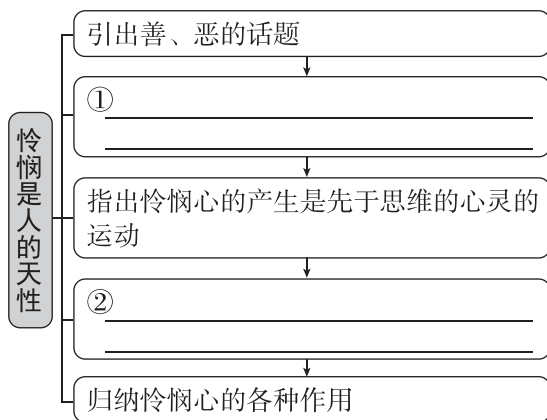 引出善、恶的话题
①
怜悯是人的天性
指出怜悯心的产生是先于思维的心灵的
运动
②
归纳怜悯心的各种作用